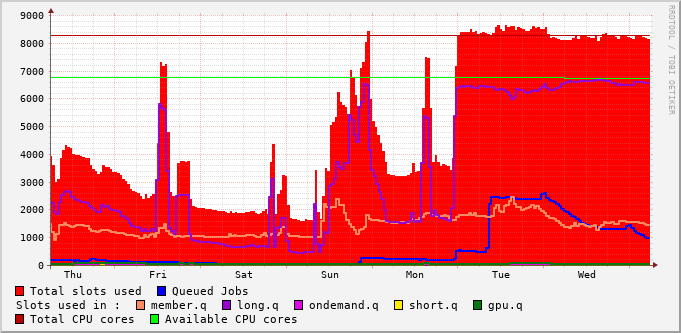 9000
8000
7000
6000
5000
4000
3000
2000
1000
0
Thu Fri Sat Sun Mon Tue Wed
RRDTOOL / TOBI OETIKER
Total slots used Queued Jobs
Slots used in : member.q long.q ondemand.q short.q gpu.q
Total CPU cores Available CPU cores